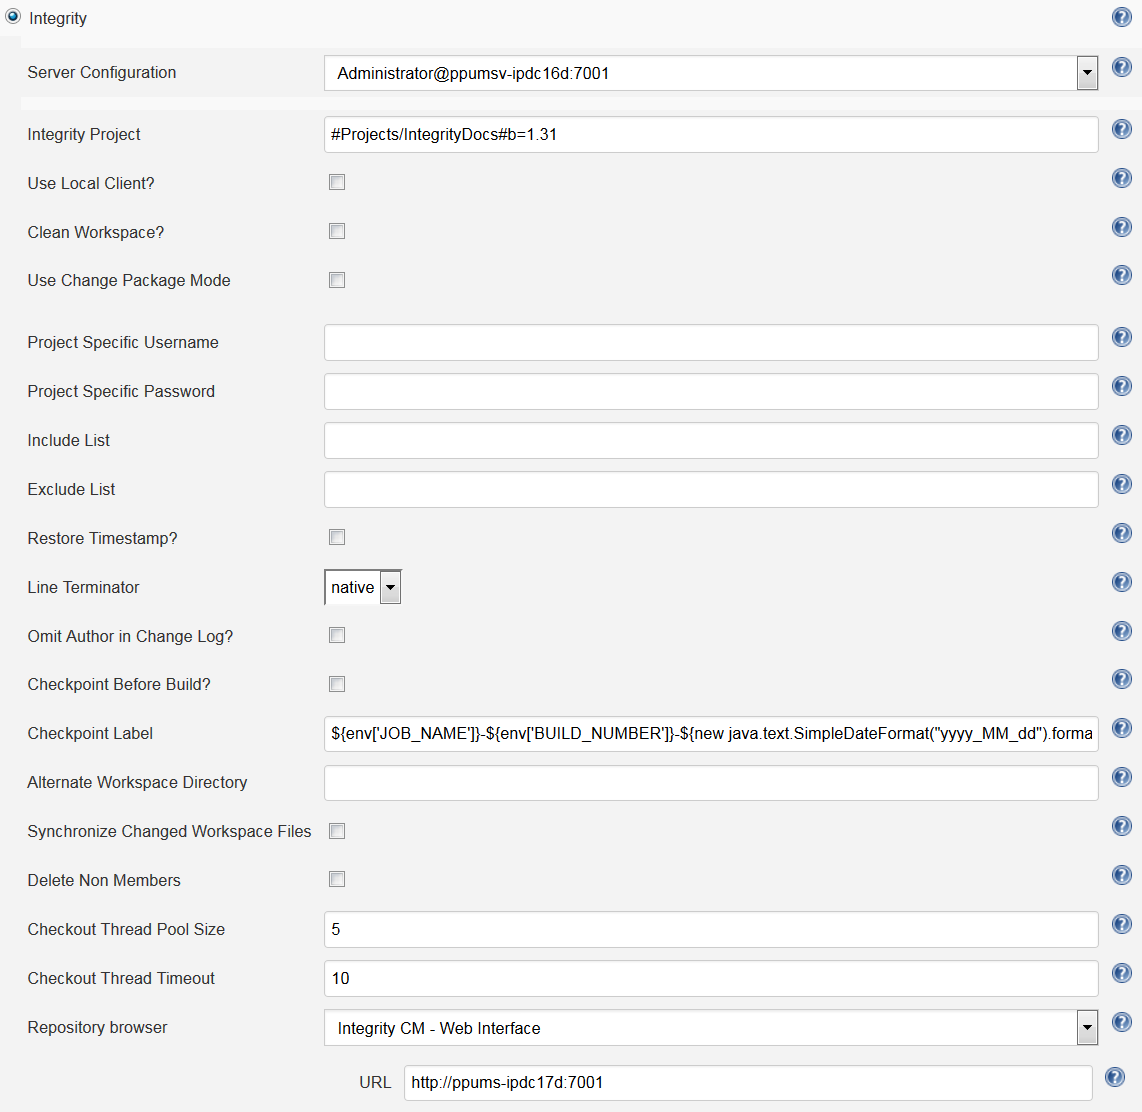 Integrity
Server Configuration Administrator@ppumsv-ipdc16d:7001
Integrity Project #Projects/IntegrityDocs#b=1.31
Use Local Client?
Clean Workspace?
Use Change Package Mode
Project Specific Username
Project Specific Password
Include List
Exclude List
Restore Timestamp?
Line Terminator native
Omit Author in Change Log?
Checkpoint Before Build?
Checkpoint Label ${env['JOB_NAME']}-${env['BUILD_NUMBER']}-${new java.text.SimpleDateFormat("yyyy_MM_dd").forma
Alternate Workspace Directory
Synchronize Changed Workspace Files
Delete Non Members
Checkout Thread Pool Size 5
Checkout Thread Timeout 10
Repository browser Integrity CM - Web Interface
URL http://ppums-ipdc17d:7001